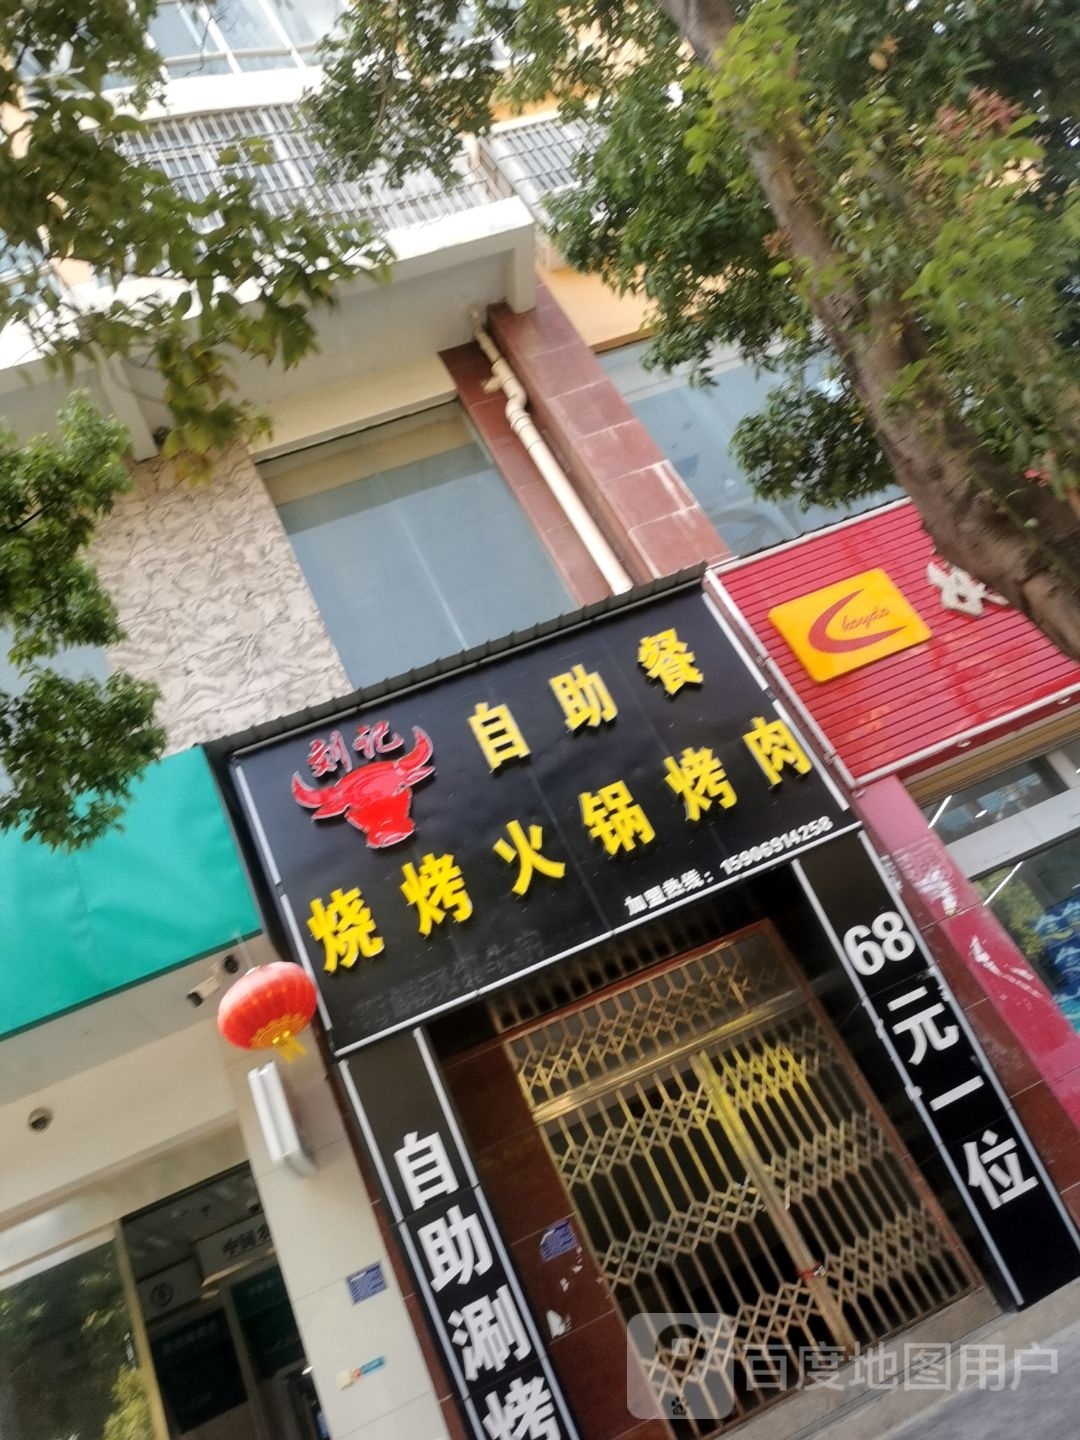 刘记
自助餐
烧烤火锅烤肉
加盟热线：15906914258
68元一位
自助涮烤
koydo
百度地图用户